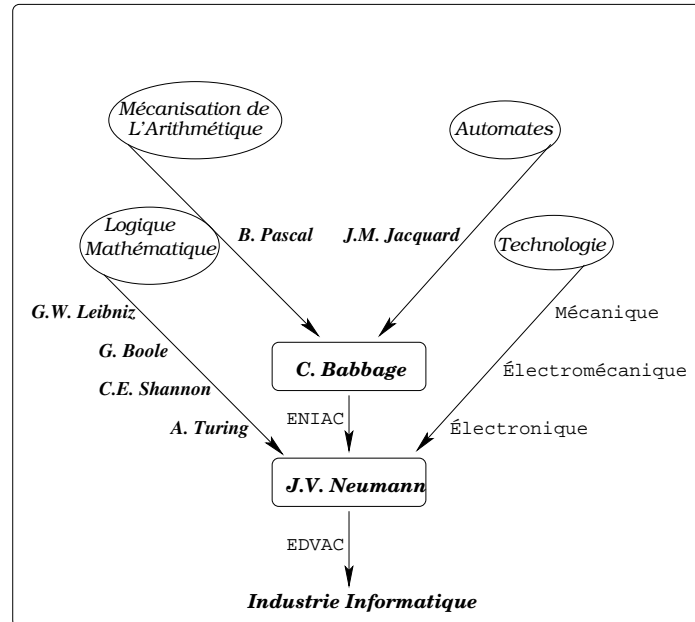 Mécanisation de
L'Arithmétique
Automates
Logique
Mathématique
B. Pascal
J.M. Jacquard
Technologie
G.W. Leibniz
Mécanique
G. Boole
C. Babbage
Électromécanique
C.E. Shannon
ENIAC
A. Turing
Électronique
J.V. Neumann
EDVAC
Industrie Informatique